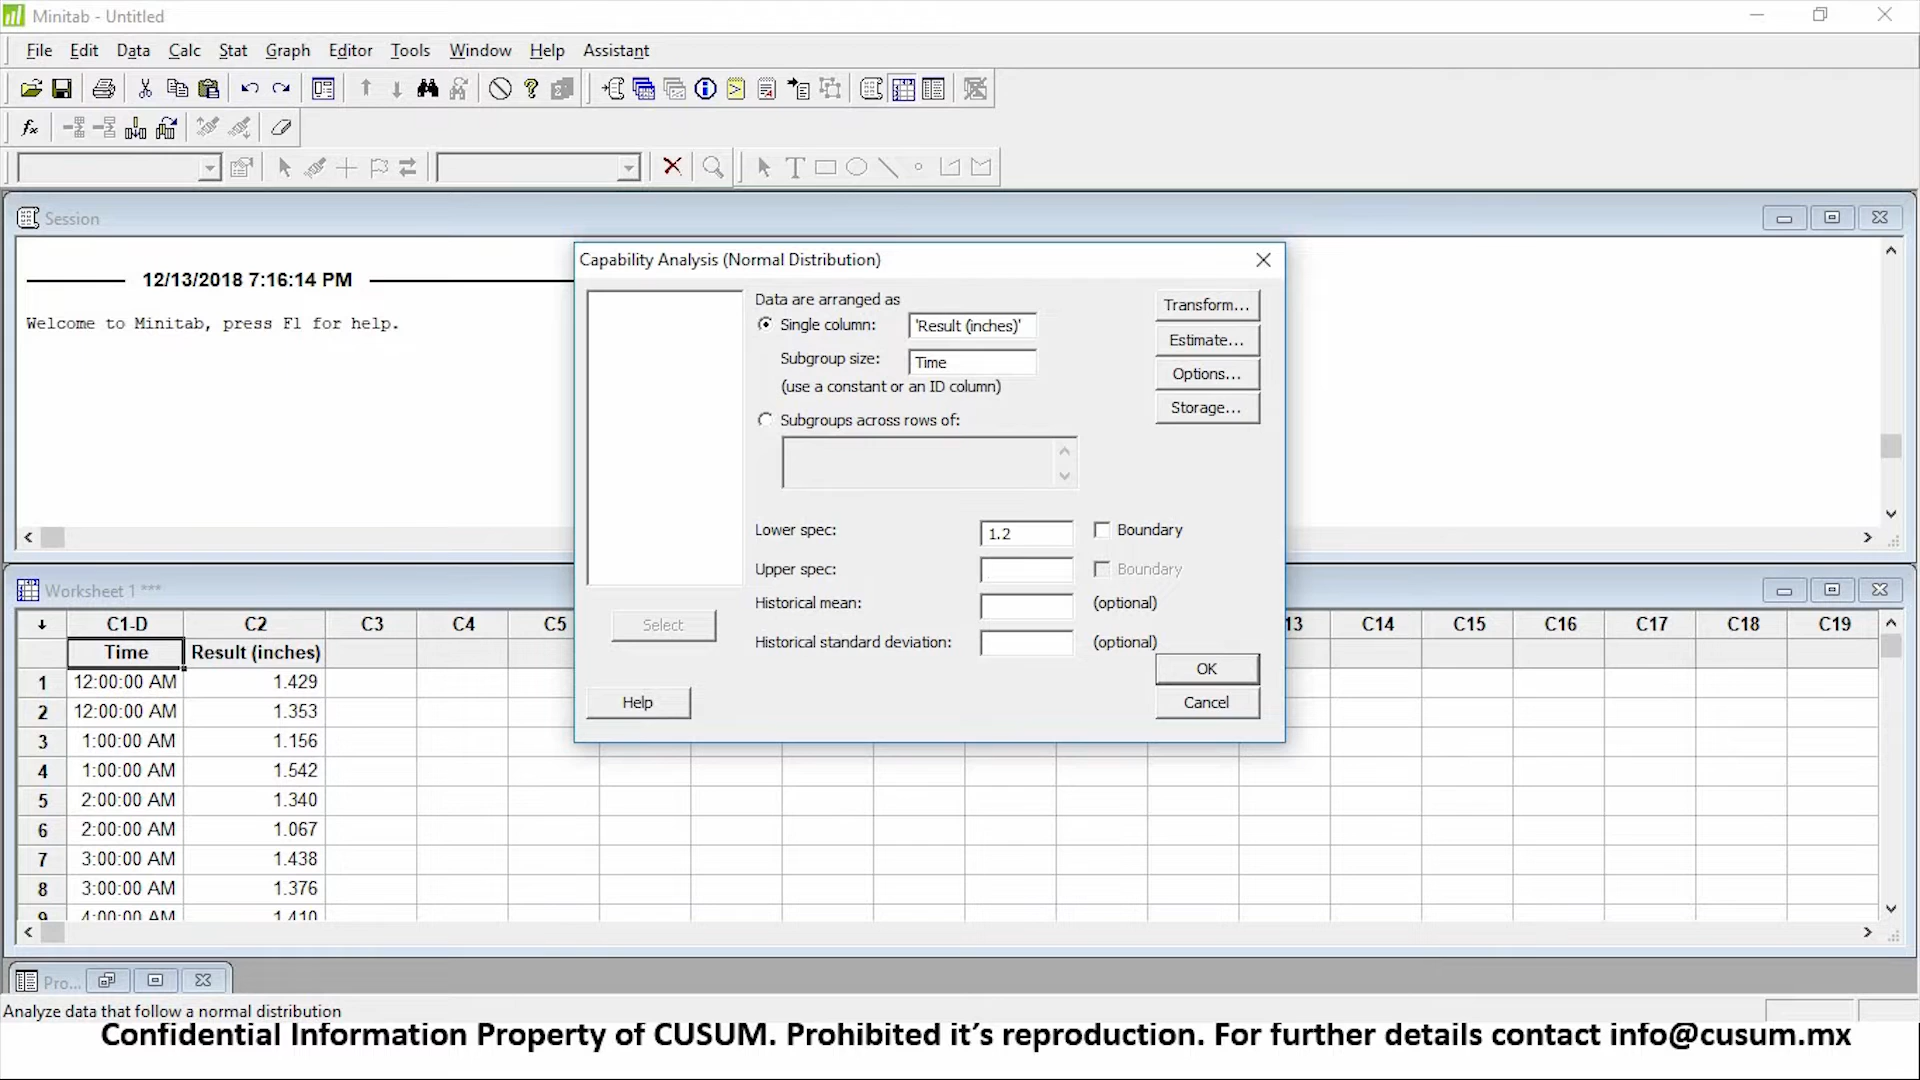 Minitab - Untitled
File Edit Data Calc Stat Graph Editor Tools Window Help Assistant
Session
12/13/2018 7:16:14 PM
Welcome to Minitab, press F1 for help.
Capability Analysis (Normal Distribution)
Data are arranged as
Single column: 'Result (inches)'
Subgroup size: Time
(use a constant or an ID column)
Subgroups across rows of:
Transform...
Estimate...
Options...
Storage...
Lower spec: 1.2 Boundary
Upper spec: Boundary
Historical mean: (optional)
Historical standard deviation: (optional)
Select
OK
Help
Cancel
Worksheet 1 ***
C1-D C2 C3 C4 C5 13 C14 C15 C16 C17 C18 C19
Time Result (inches)
1 12:00:00 AM 1.429
2 12:00:00 AM 1.353
3 1:00:00 AM 1.156
4 1:00:00 AM 1.542
5 2:00:00 AM 1.340
6 2:00:00 AM 1.067
7 3:00:00 AM 1.438
8 3:00:00 AM 1.376
9 4:00:00 AM 1.410
Pro...
Analyze data that follow a normal distribution
Confidential Information Property of CUSUM. Prohibited it's reproduction. For further details contact info@cusum.mx